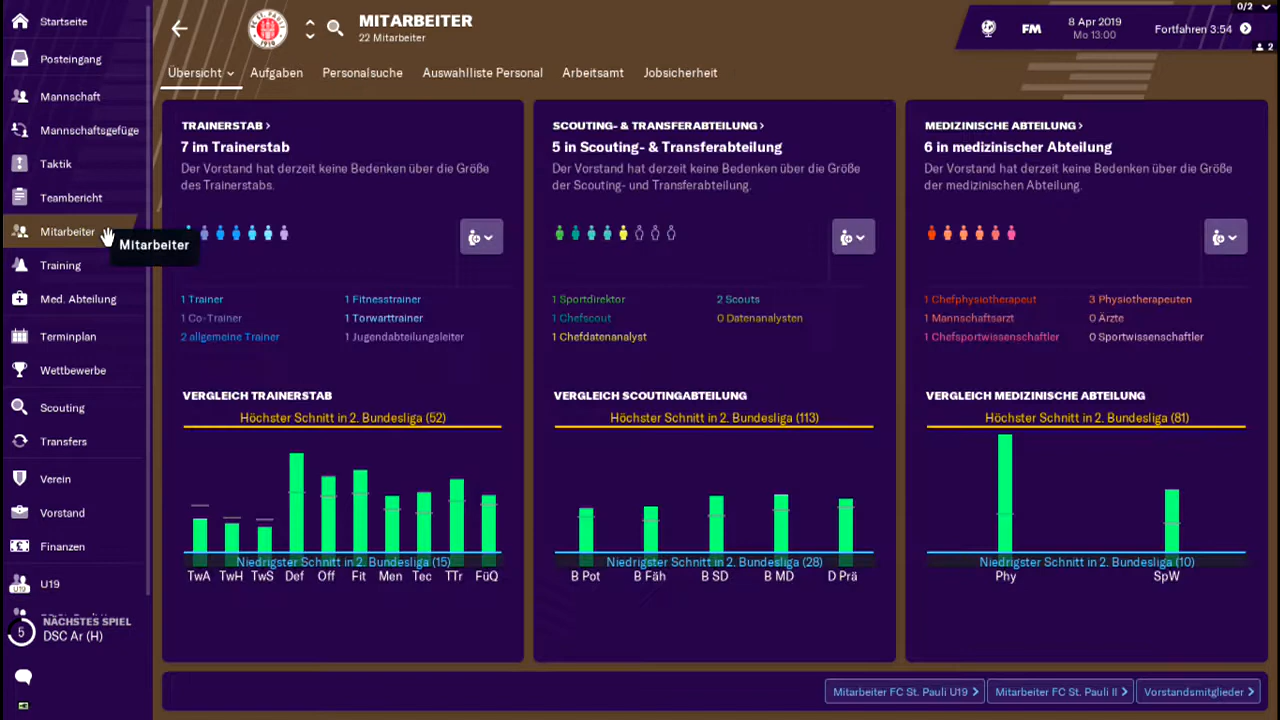 Startseite
Posteingang
Mannschaft
Mannschaftsgefüge
Taktik
Teambericht
Mitarbeiter
Mitarbeiter
Training
Med. Abteilung
Terminplan
Wettbewerbe
Scouting
Transfers
Verein
Vorstand
Finanzen
U19
U19
NÄCHSTES SPIEL
5
DSC Ar (H)
FC ST. PAULI
1910
MITARBEITER
22 Mitarbeiter
FM
8 Apr 2019
Mo 13:00
Fortfahren 3:54
0/2
2
Übersicht
Aufgaben
Personalsuche
Auswahlliste Personal
Arbeitsamt
Jobsicherheit
TRAINERSTAB >
7 im Trainerstab
Der Vorstand hat derzeit keine Bedenken über die Größe
des Trainerstabs.
1 Trainer
1 Fitnesstrainer
1 Co-Trainer
1 Torwarttrainer
2 allgemeine Trainer
1 Jugendabteilungsleiter
VERGLEICH TRAINERSTAB
Höchster Schnitt in 2. Bundesliga (52)
Niedrigster Schnitt in 2. Bundesliga (15)
TwA TwH TwS Def Off Fit Men Tec TTr FüQ
SCOUTING- & TRANSFERABTEILUNG >
5 in Scouting- & Transferabteilung
Der Vorstand hat derzeit keine Bedenken über die Größe
der Scouting- und Transferabteilung.
1 Sportdirektor
2 Scouts
1 Chefscout
0 Datenanalysten
1 Chefdatenanalyst
VERGLEICH SCOUTINGABTEILUNG
Höchster Schnitt in 2. Bundesliga (113)
Niedrigster Schnitt in 2. Bundesliga (28)
B Pot B Fäh B SD B MD D Prä
MEDIZINISCHE ABTEILUNG >
6 in medizinischer Abteilung
Der Vorstand hat derzeit keine Bedenken über die Größe
der medizinischen Abteilung.
1 Chefphysiotherapeut
3 Physiotherapeuten
1 Mannschaftsarzt
0 Ärzte
1 Chefsportwissenschaftler
0 Sportwissenschaftler
VERGLEICH MEDIZINISCHE ABTEILUNG
Höchster Schnitt in 2. Bundesliga (81)
Niedrigster Schnitt in 2. Bundesliga (10)
Phy SpW
Mitarbeiter FC St. Pauli U19 >
Mitarbeiter FC St. Pauli II >
Vorstandsmitglieder >